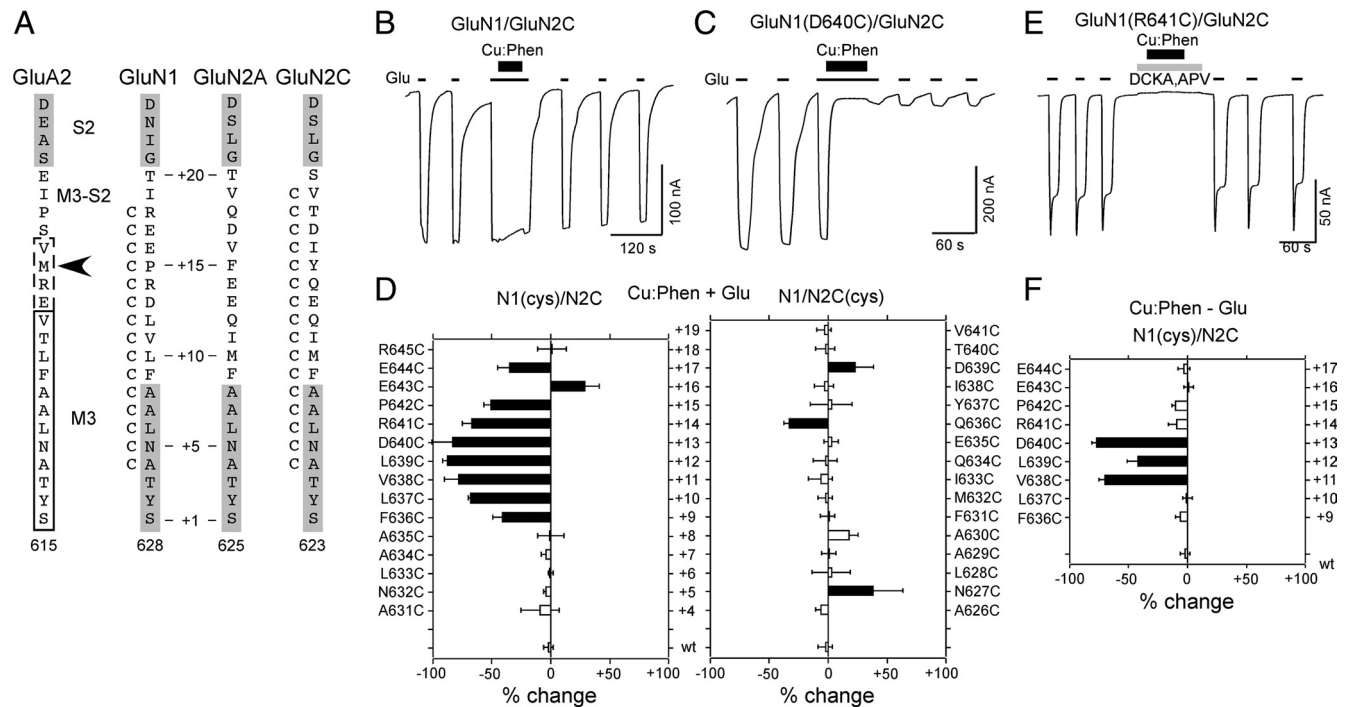 A
GluA2 GluN1 GluN2A GluN2C
D D D D
E N S S
A I L L
S G G G
S2
E T – +20 – T S
I I V C V
M3-S2
P C R Q C T
S C E D C D
V C E V C I
M C P – +15 – F C Y
R C R E C Q
E C D E C E
V C L Q C Q
T C V I C I
L C L – +10 – M C M
F C F F C F
A C A A C A
A C A A C A
L C L L C L
N C N – +5 – N C N
A C A A C A
M3
T T T T
Y Y Y Y
S S – +1 – S S
615 628 625 623
B
GluN1/GluN2C
Cu:Phen
Glu
100 nA
120 s
C
GluN1(D640C)/GluN2C
Cu:Phen
Glu
200 nA
60 s
E
GluN1(R641C)/GluN2C
Cu:Phen
DCKA,APV
50 nA
60 s
D
Cu:Phen + Glu
N1(cys)/N2C
N1/N2C(cys)
+19 V641C
R645C +18 T640C
E644C +17 D639C
E643C +16 I638C
P642C +15 Y637C
R641C +14 Q636C
D640C +13 E635C
L639C +12 Q634C
V638C +11 I633C
L637C +10 M632C
F636C +9 F631C
A635C +8 A630C
A634C +7 A629C
L633C +6 L628C
N632C +5 N627C
A631C +4 A626C
wt
-100 -50 0 +50 +100
-100 -50 0 +50 +100
% change
% change
F
Cu:Phen - Glu
N1(cys)/N2C
E644C +17
E643C +16
P642C +15
R641C +14
D640C +13
L639C +12
V638C +11
L637C +10
F636C +9
wt
-100 -50 0 +50 +100
% change